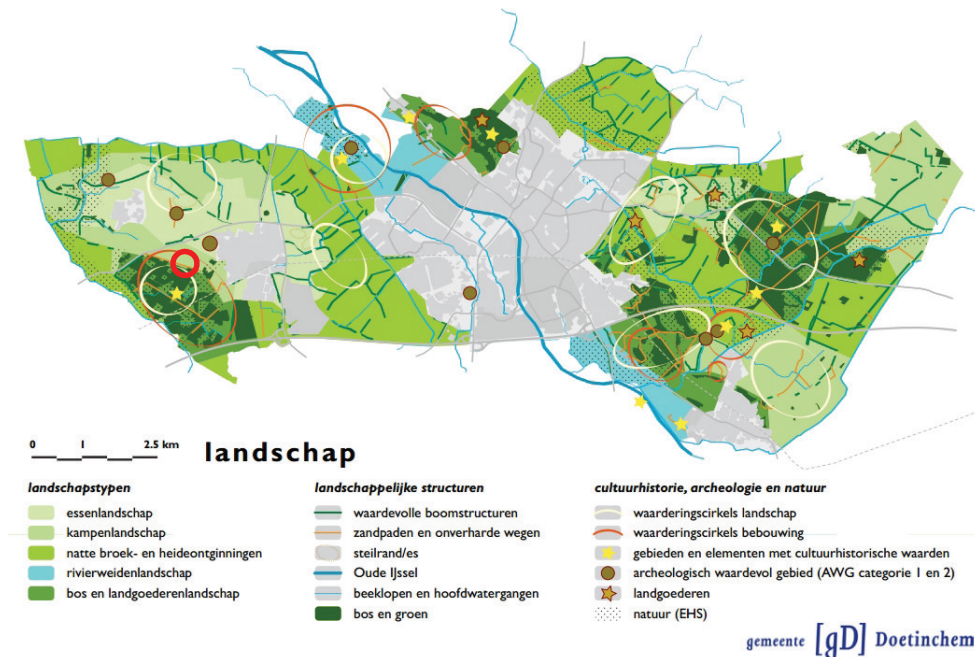 0 1 2.5 km
landschap
landschapstypen
essenlandschap
kampenlandschap
natte broek- en heideontginningen
rivierweidenlandschap
bos en landgoederenlandschap
landschappelijke structuren
waardevolle boomstructuren
zandpaden en onverharde wegen
steilrand/es
Oude IJssel
beeklopen en hoofdwatergangen
bos en groen
cultuurhistorie, archeologie en natuur
waarderingscirkels landschap
waarderingscirkels bebouwing
gebieden en elementen met cultuurhistorische waarden
archeologisch waardevol gebied (AWG categorie 1 en 2)
landgoederen
natuur (EHS)
gemeente [gD] Doetinchem